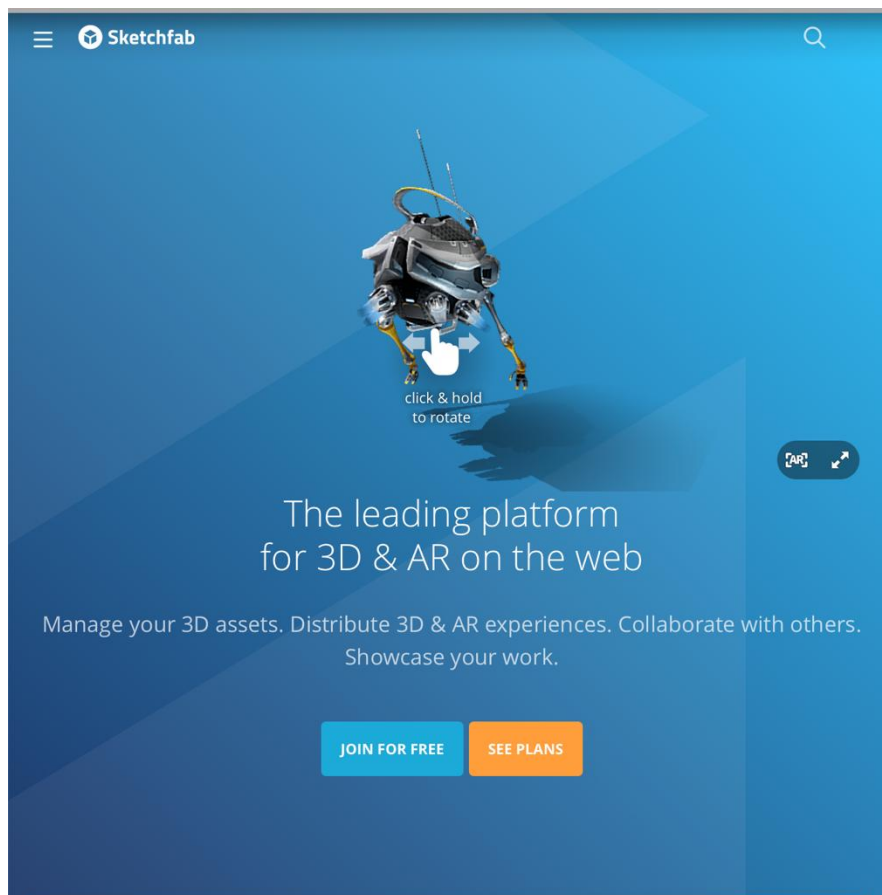 Sketchfab
click & hold
to rotate
[AR]
The leading platform
for 3D & AR on the web
Manage your 3D assets. Distribute 3D & AR experiences. Collaborate with others.
Showcase your work.
JOIN FOR FREE
SEE PLANS